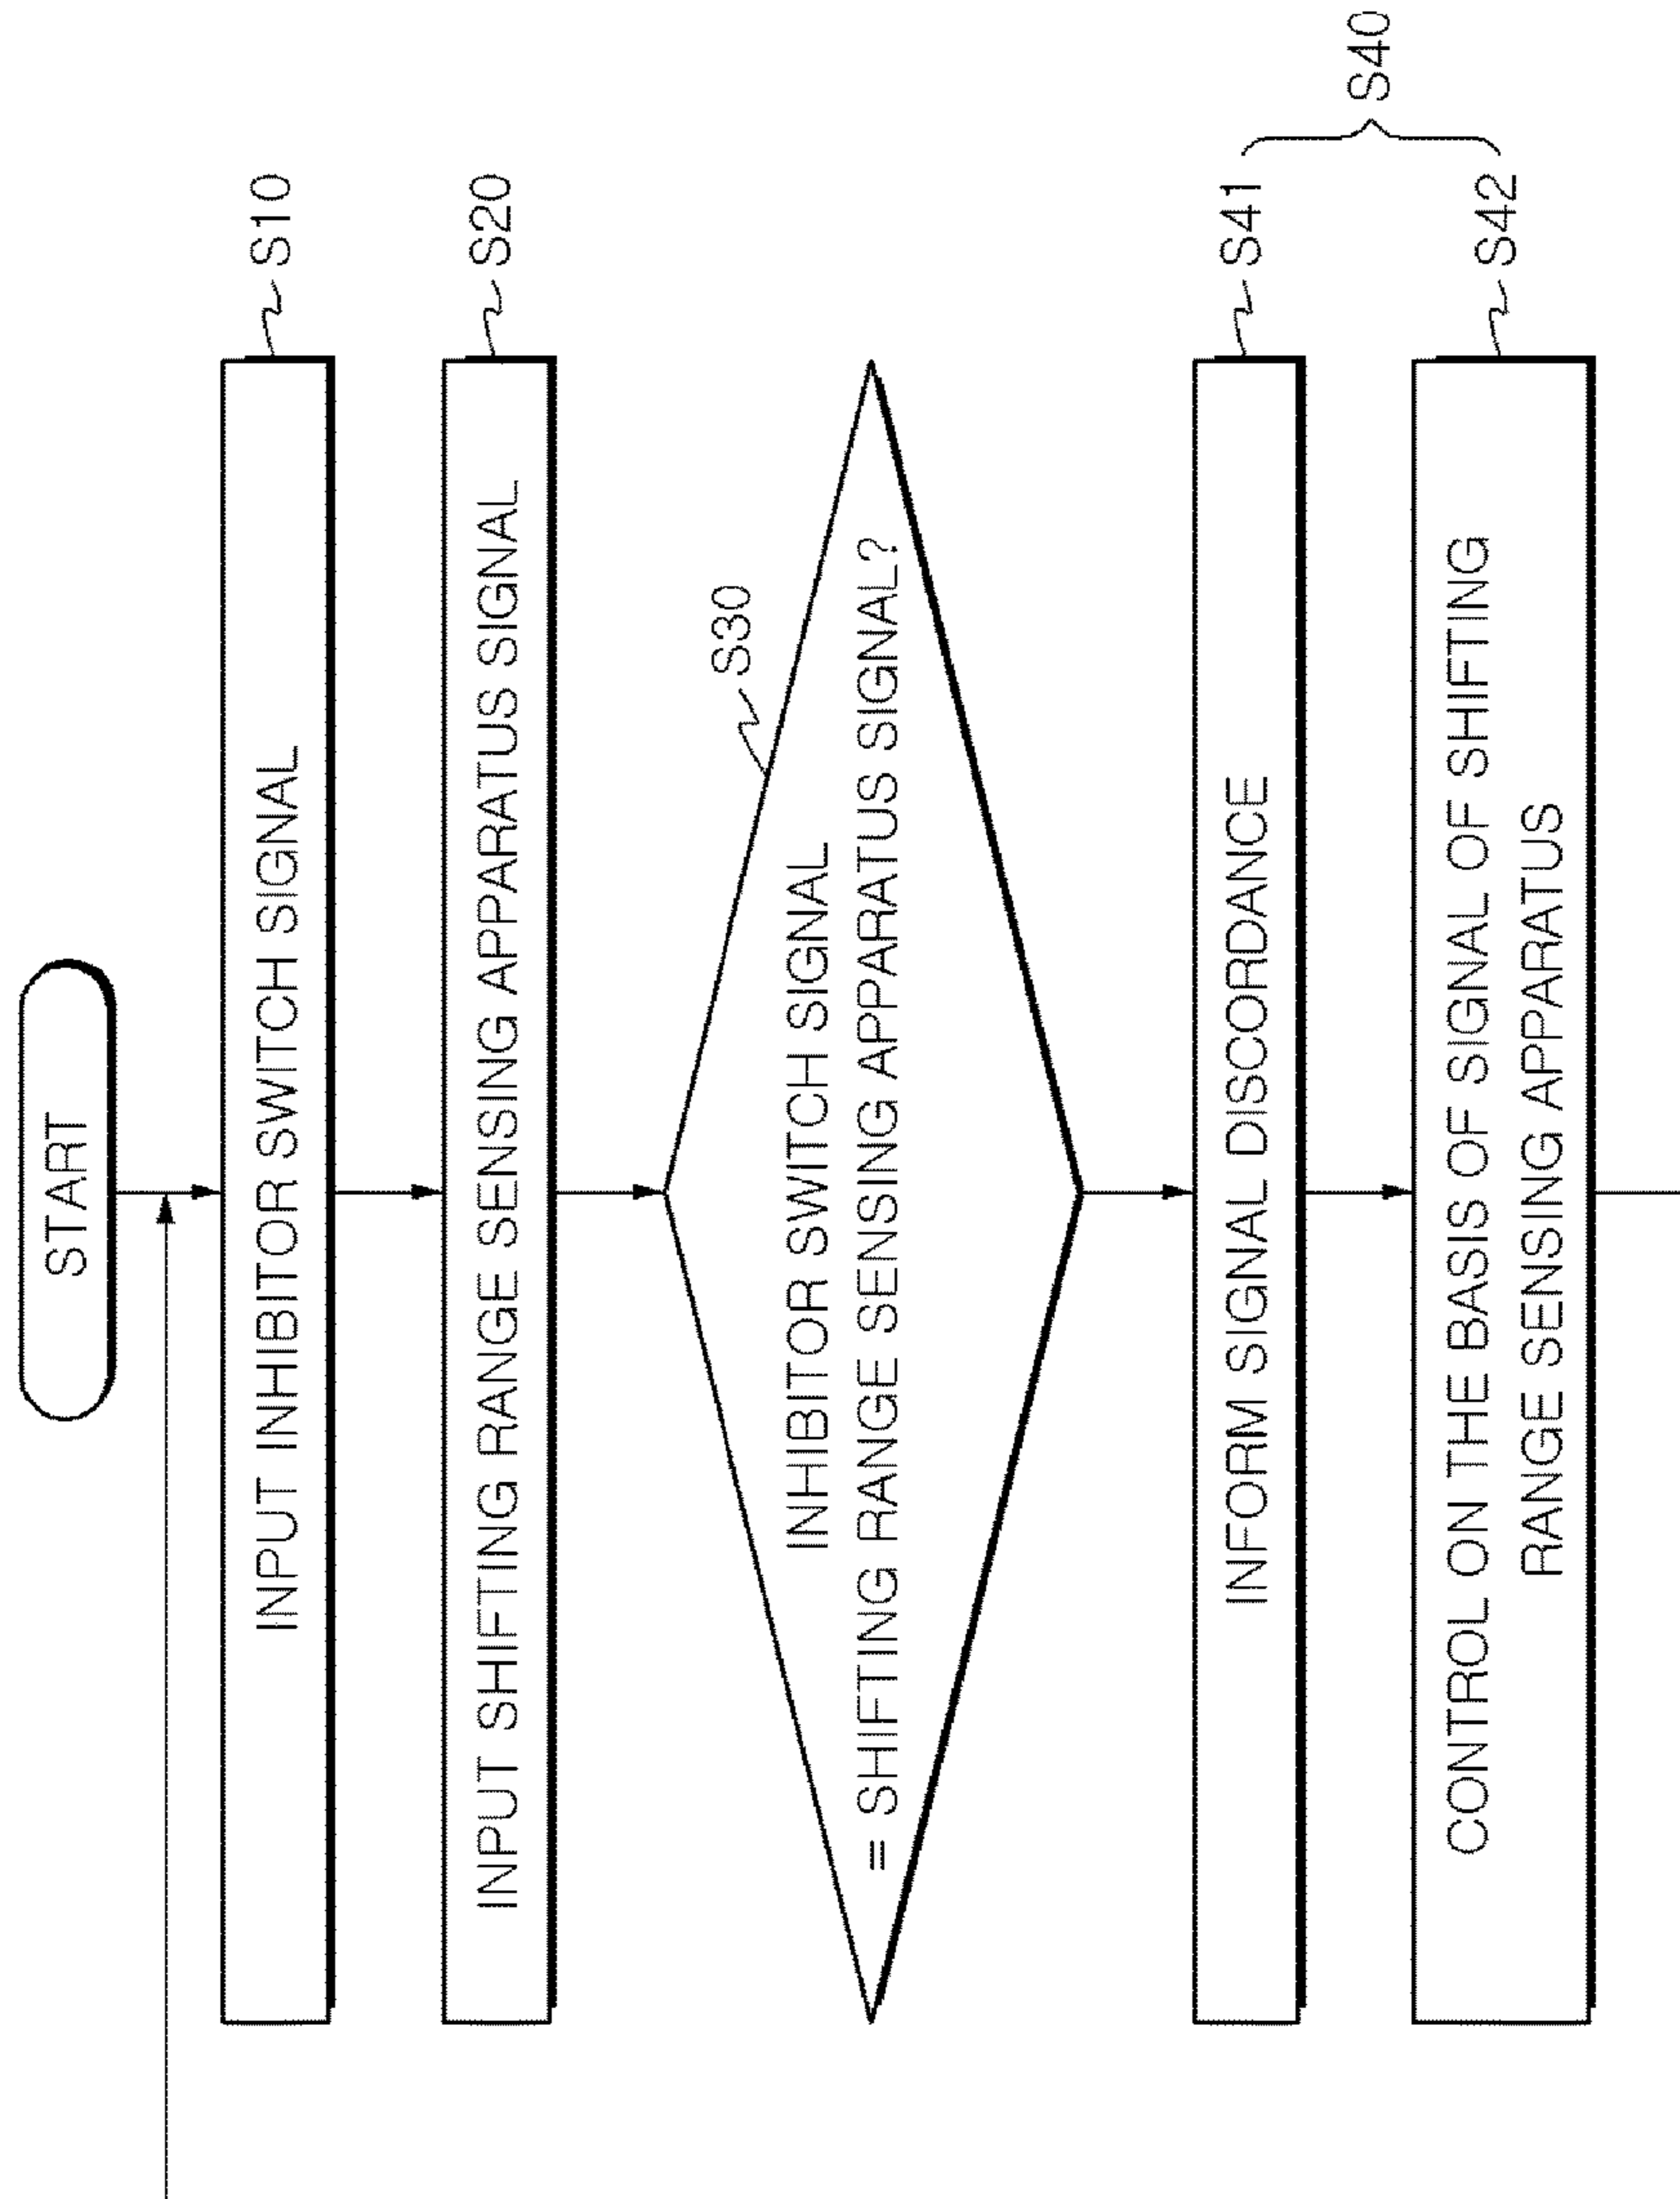 START
INPUT INHIBITOR SWITCH SIGNAL
S10
INPUT SHIFTING RANGE SENSING APPARATUS SIGNAL
S20
S30
INHIBITOR SWITCH SIGNAL
= SHIFTING RANGE SENSING APPARATUS SIGNAL?
INFORM SIGNAL DISCORDANCE
S41
S40
CONTROL ON THE BASIS OF SIGNAL OF SHIFTING
RANGE SENSING APPARATUS
S42